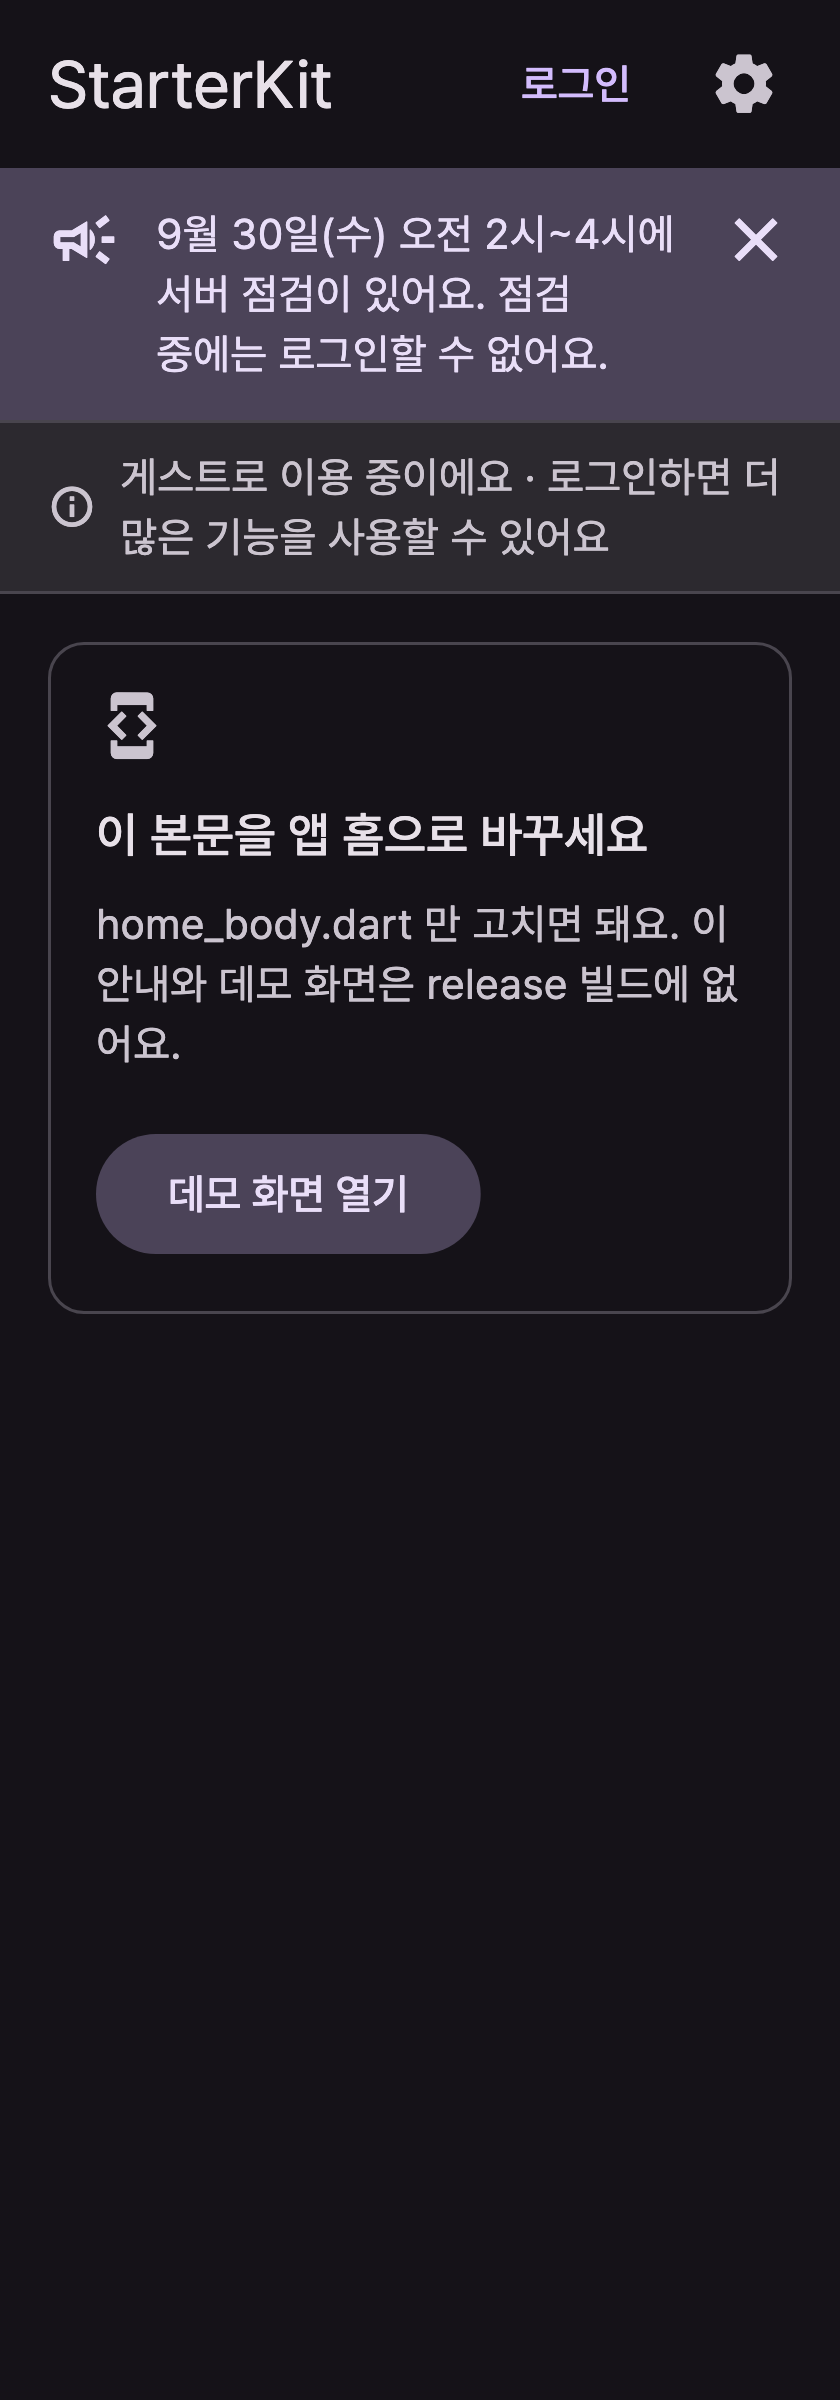 StarterKit
로그인
9월 30일(수) 오전 2시~4시에
서버 점검이 있어요. 점검
중에는 로그인할 수 없어요.
게스트로 이용 중이에요 · 로그인하면 더
많은 기능을 사용할 수 있어요
이 본문을 앱 홈으로 바꾸세요
home_body.dart 만 고치면 돼요. 이
안내와 데모 화면은 release 빌드에 없
어요.
데모 화면 열기